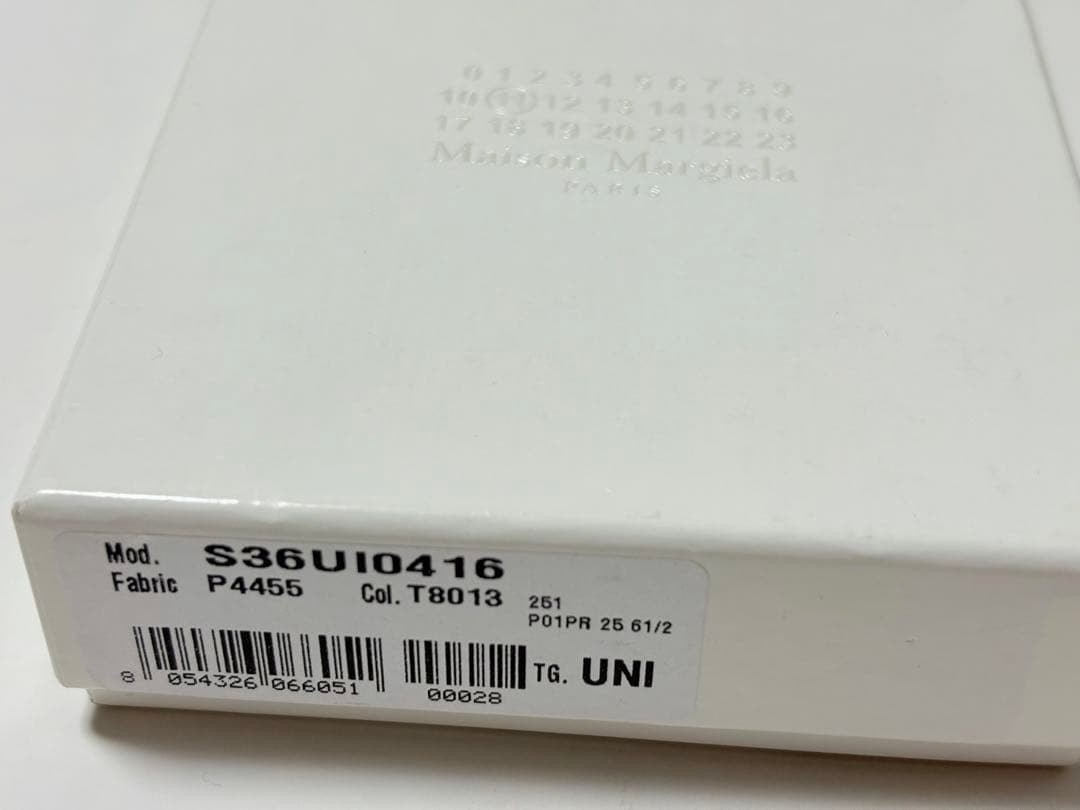 0 1 2 3 4 5 6 7 8 9
10 11 12 13 14 15 16
17 18 19 20 21 22 23
Maison Margiela
PARIS
Mod. S36UI0416
Fabric P4455 Col. T8013 251
P01PR 25 61/2
8 054326 066051 00028 TG. UNI